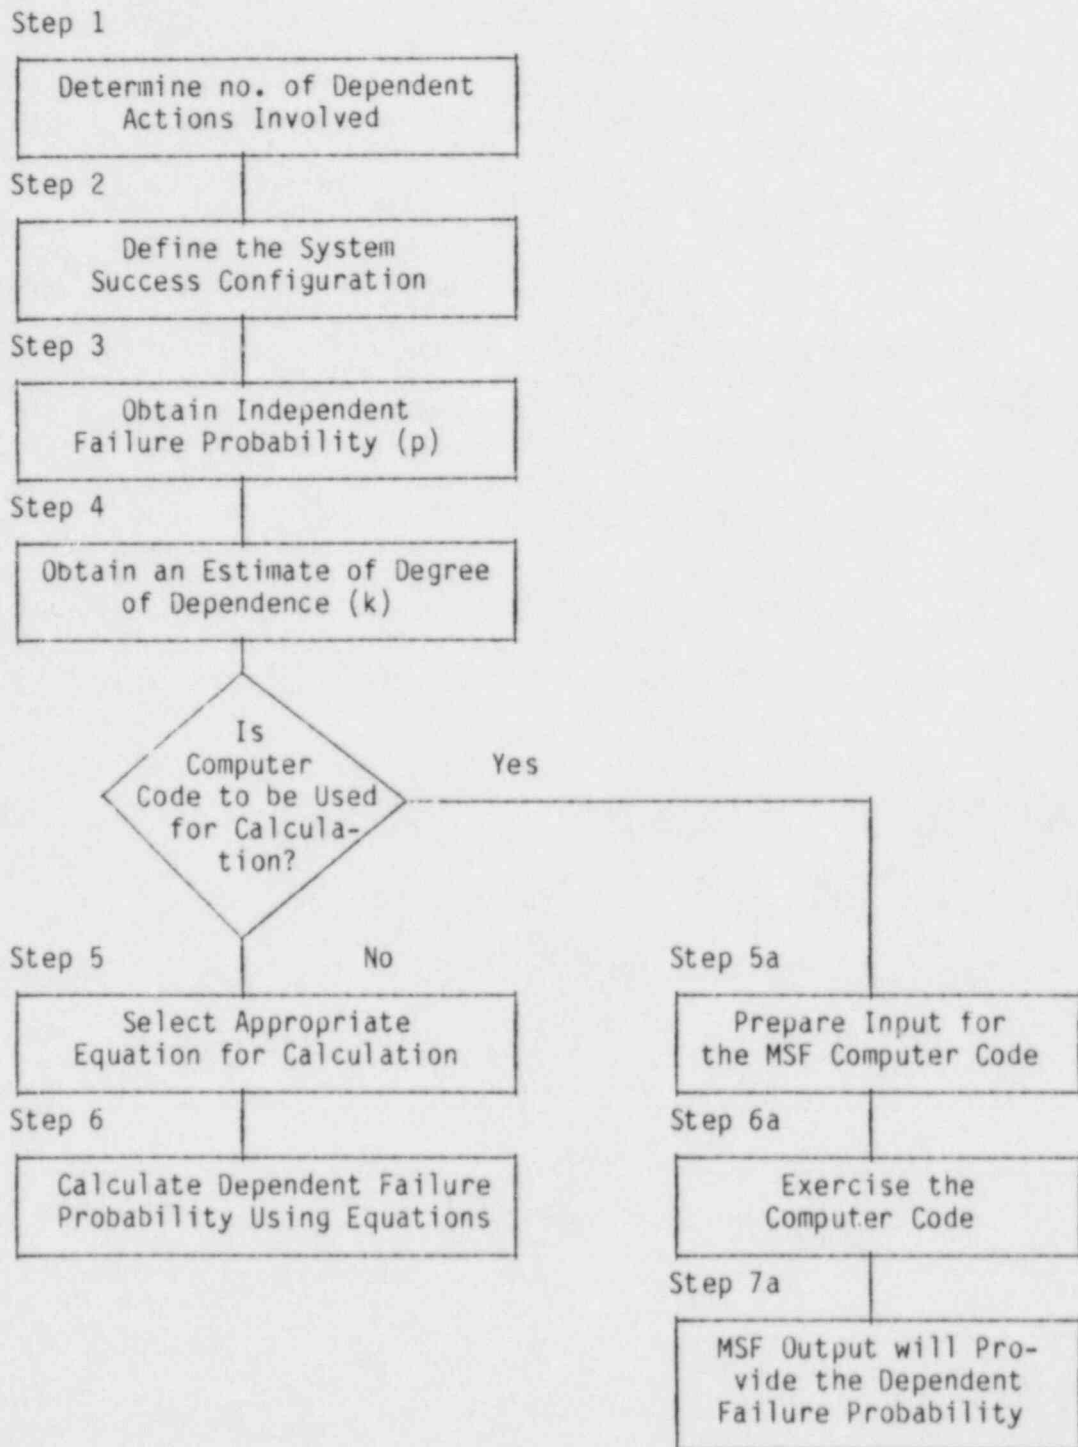 Step 1
Determine no. of Dependent
Actions Involved
Step 2
Define the System
Success Configuration
Step 3
Obtain Independent
Failure Probability (p)
Step 4
Obtain an Estimate of Degree
of Dependence (k)
Is
Computer
Code to be Used
for Calcula-
tion?
Yes
No
Step 5
Select Appropriate
Equation for Calculation
Step 6
Calculate Dependent Failure
Probability Using Equations
Step 5a
Prepare Input for
the MSF Computer Code
Step 6a
Exercise the
Computer Code
Step 7a
MSF Output will Pro-
vide the Dependent
Failure Probability